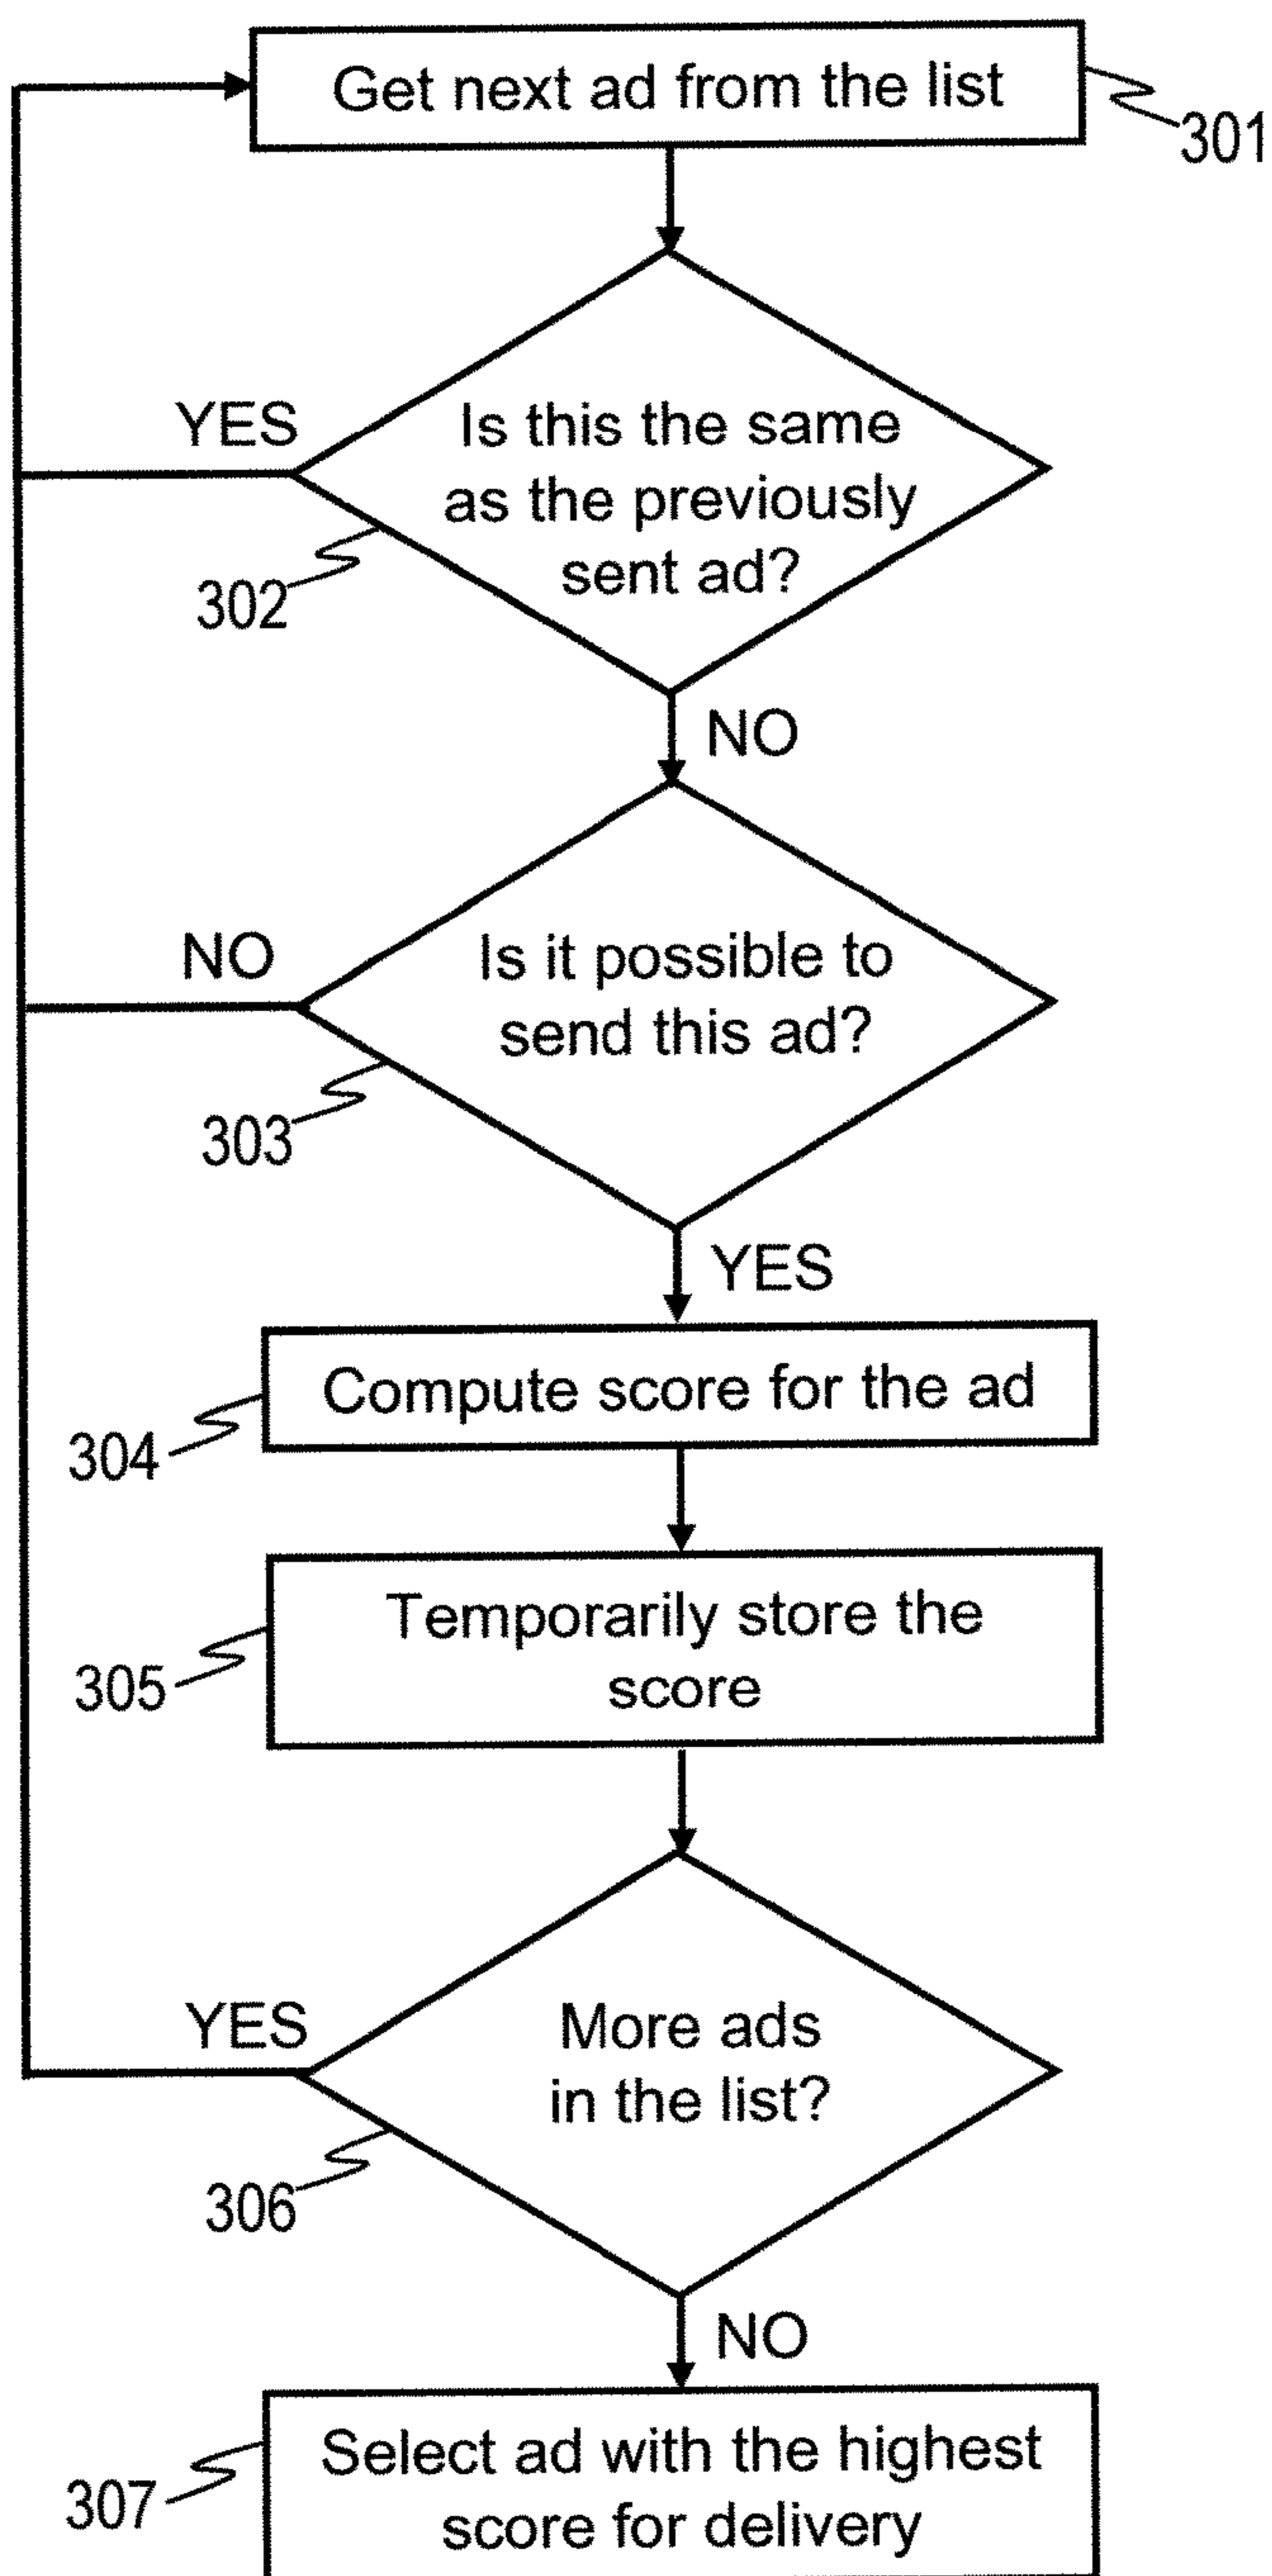 Get next ad from the list
301
YES
Is this the same
as the previously
sent ad?
302
NO
NO
Is it possible to
send this ad?
303
YES
Compute score for the ad
304
Temporarily store the
score
305
YES
More ads
in the list?
306
NO
Select ad with the highest
score for delivery
307